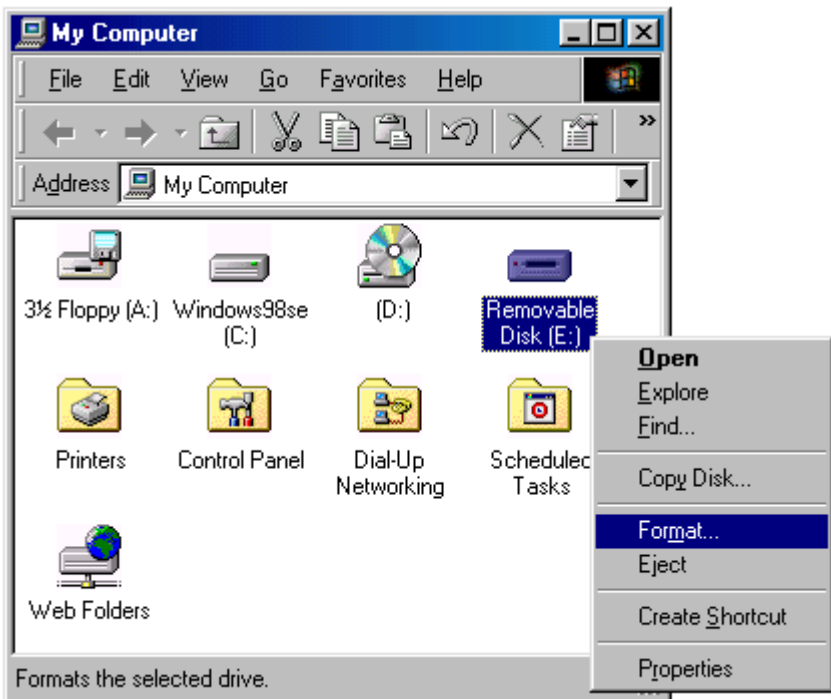 My Computer
File Edit View Go Favorites Help
»
Address My Computer
3½ Floppy (A:) Windows98se (C:) (D:) Removable Disk (E:)
Printers Control Panel Dial-Up Networking Scheduled Tasks
Web Folders
Open
Explore
Find...
Copy Disk...
Format...
Eject
Create Shortcut
Properties
Formats the selected drive.